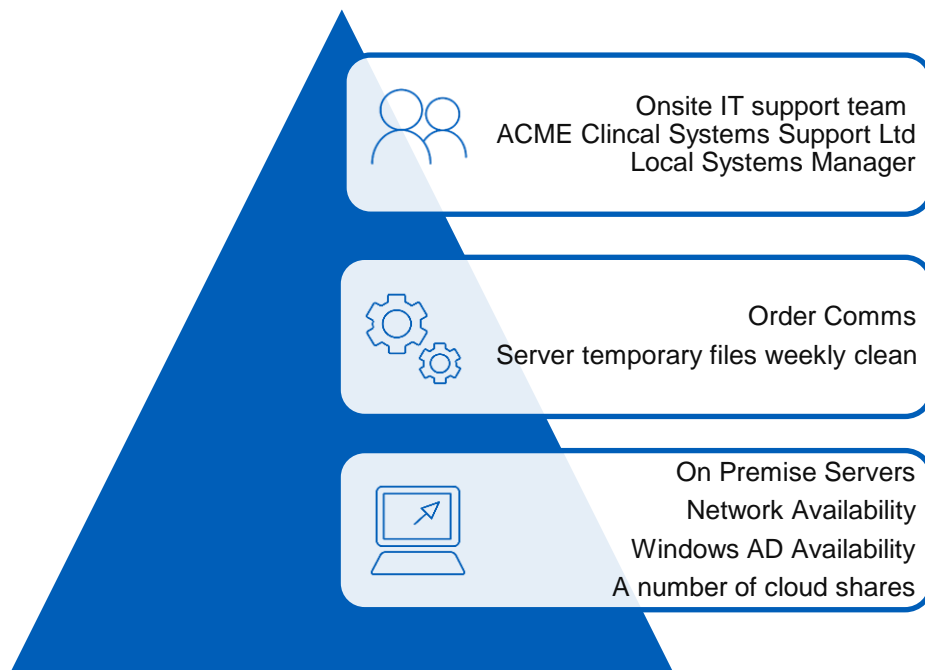 Onsite IT support team
ACME Clincal Systems Support Ltd
Local Systems Manager
Order Comms
Server temporary files weekly clean
On Premise Servers
Network Availability
Windows AD Availability
A number of cloud shares